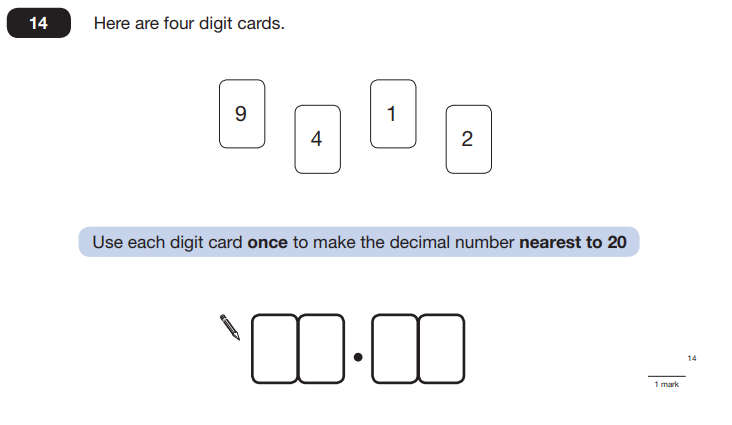 14 Here are four digit cards.
9 4 1 2
Use each digit card once to make the decimal number nearest to 20
.
14
1 mark